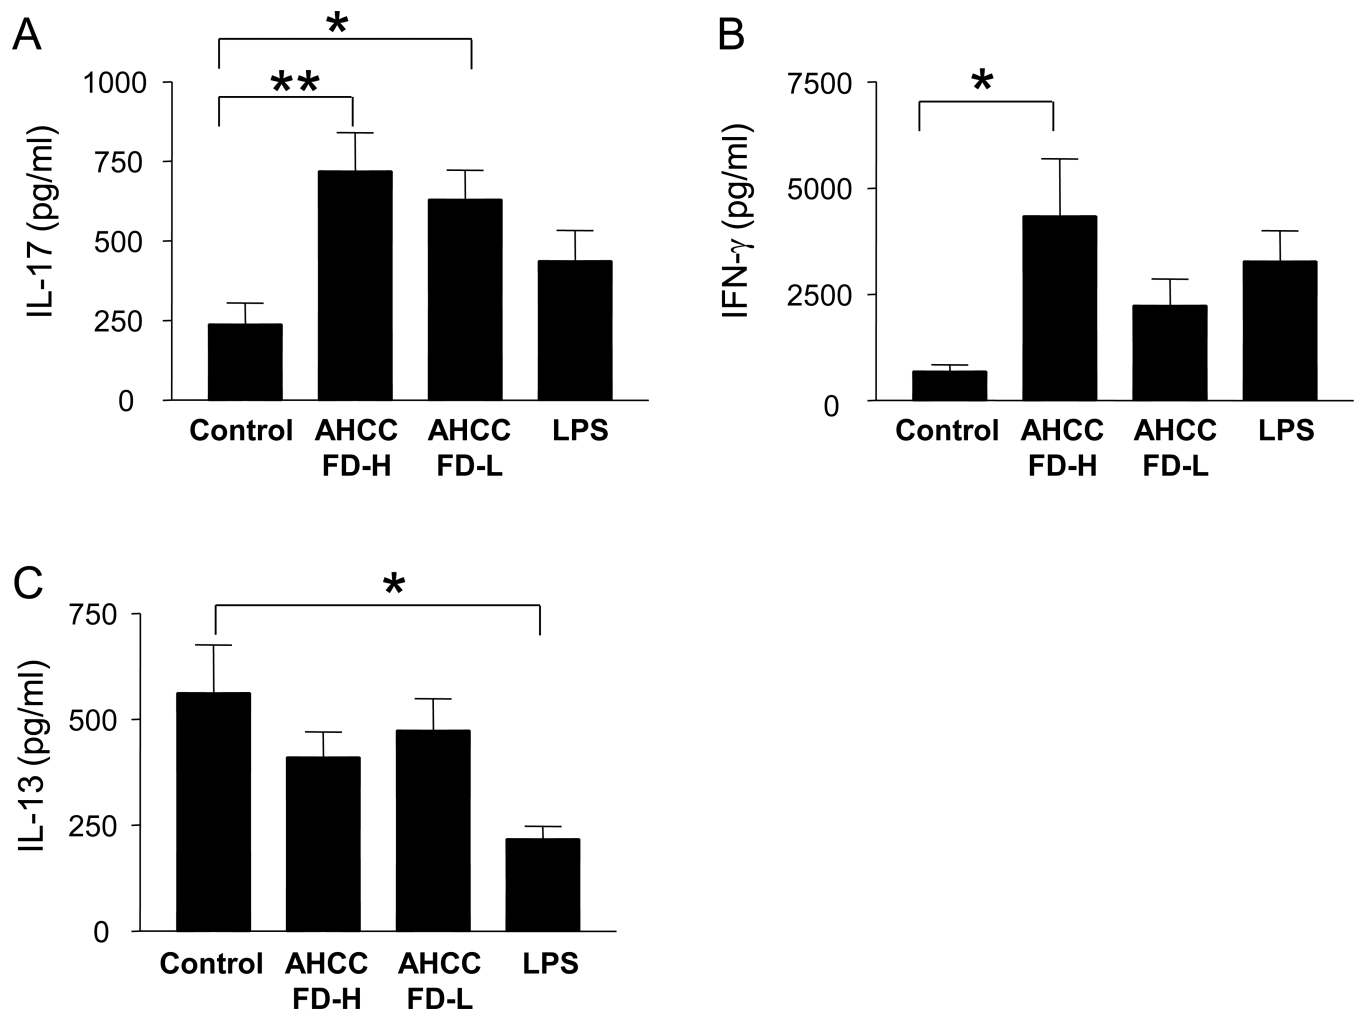 A
*
**
1000
750
500
250
0
IL-17 (pg/ml)
Control AHCC AHCC LPS
FD-H FD-L
B
*
7500
5000
2500
0
IFN-γ (pg/ml)
Control AHCC AHCC LPS
FD-H FD-L
C
*
750
500
250
0
IL-13 (pg/ml)
Control AHCC AHCC LPS
FD-H FD-L